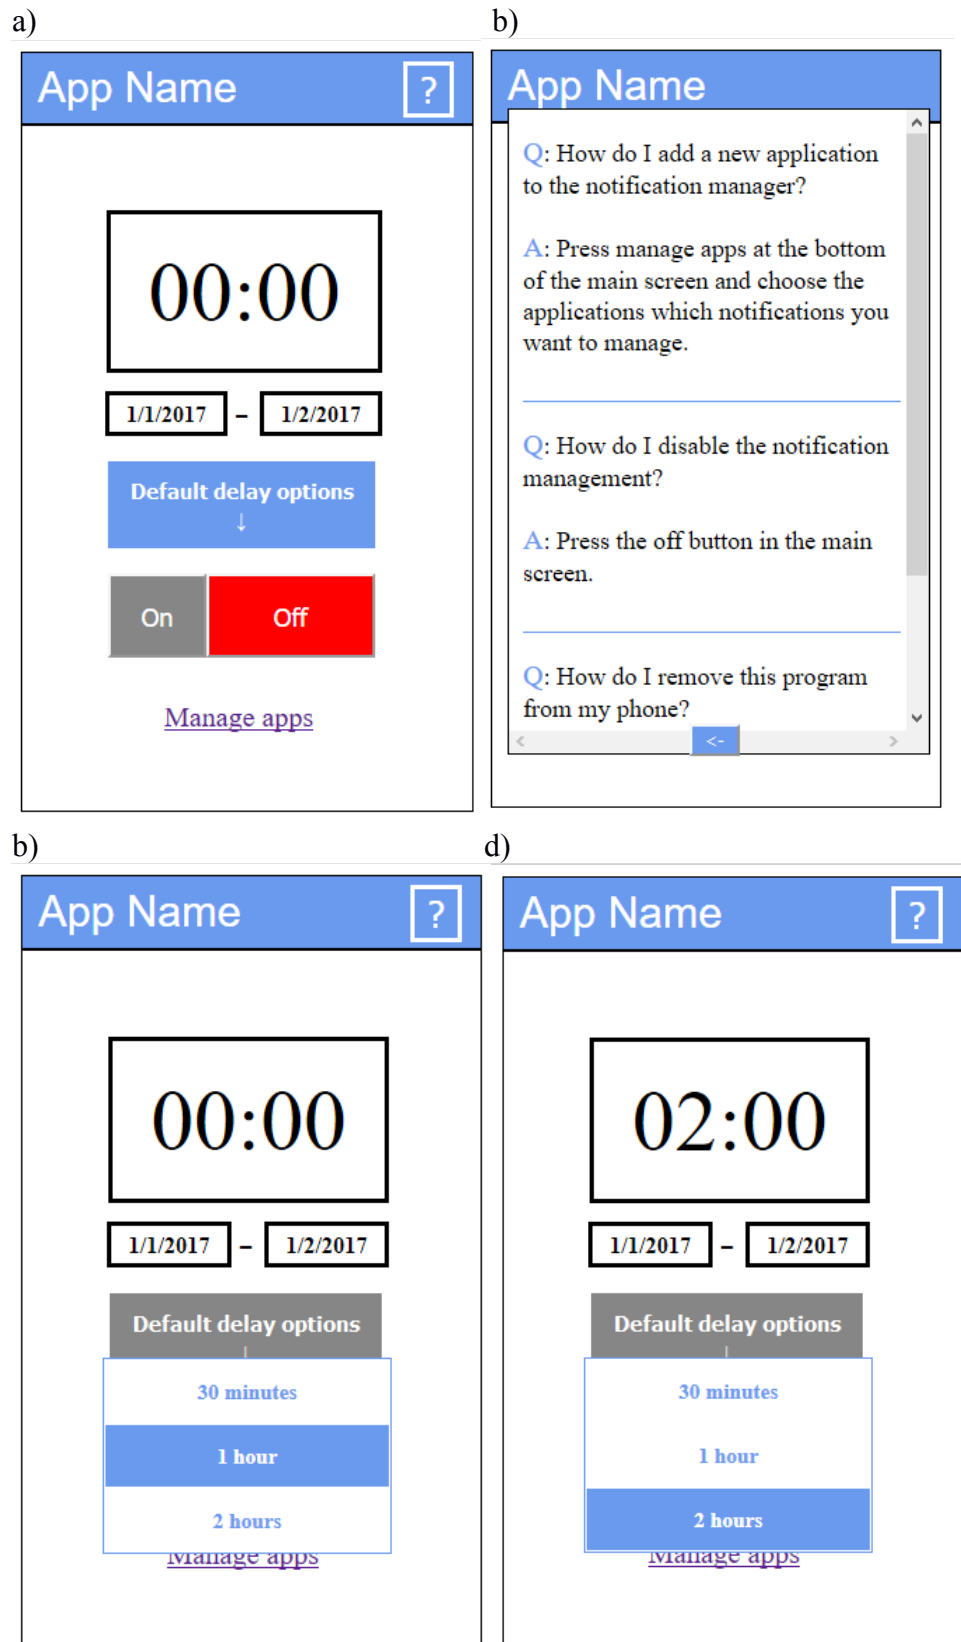 a)
App Name
?
00:00
1/1/2017 – 1/2/2017
Default delay options
↓
On Off
Manage apps
b)
App Name
Q: How do I add a new application
to the notification manager?
A: Press manage apps at the bottom
of the main screen and choose the
applications which notifications you
want to manage.
Q: How do I disable the notification
management?
A: Press the off button in the main
screen.
Q: How do I remove this program
from my phone?
<-
b)
App Name
?
00:00
1/1/2017 – 1/2/2017
Default delay options
30 minutes
1 hour
2 hours
Manage apps
d)
App Name
?
02:00
1/1/2017 – 1/2/2017
Default delay options
30 minutes
1 hour
2 hours
Manage apps